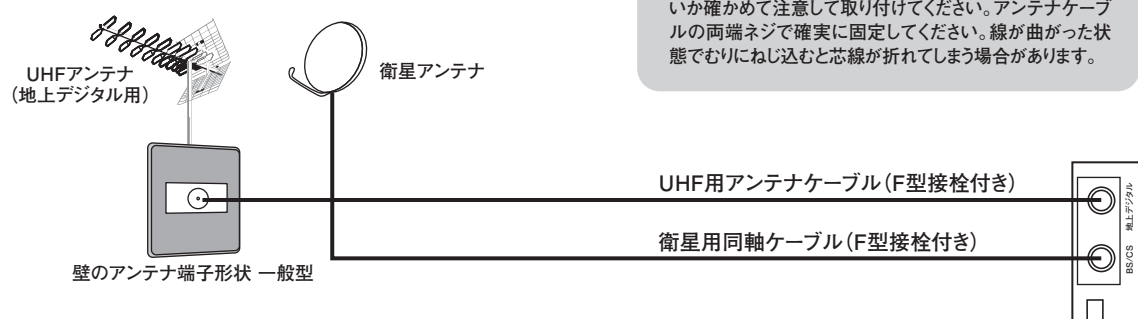 いか確かめて注意して取り付けてください。アンテナケーブ
ルの両端ネジで確実に固定してください。線が曲がった状
態でむりにねじ込むと芯線が折れてしまう場合があります。
UHFアンテナ
(地上デジタル用)
衛星アンテナ
UHF用アンテナケーブル(F型接栓付き)
地上デジタル
衛星用同軸ケーブル(F型接栓付き)
BS/CS
壁のアンテナ端子形状 一般型